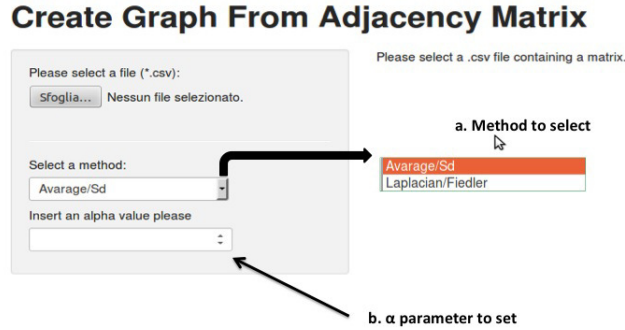 Create Graph From Adjacency Matrix
Please select a .csv file containing a matrix.
Please select a file (*.csv):
Sfoglia... Nessun file selezionato.
a. Method to select
Select a method:
Avarage/Sd
Avarage/Sd
Laplacian/Fiedler
Insert an alpha value please
b. α parameter to set